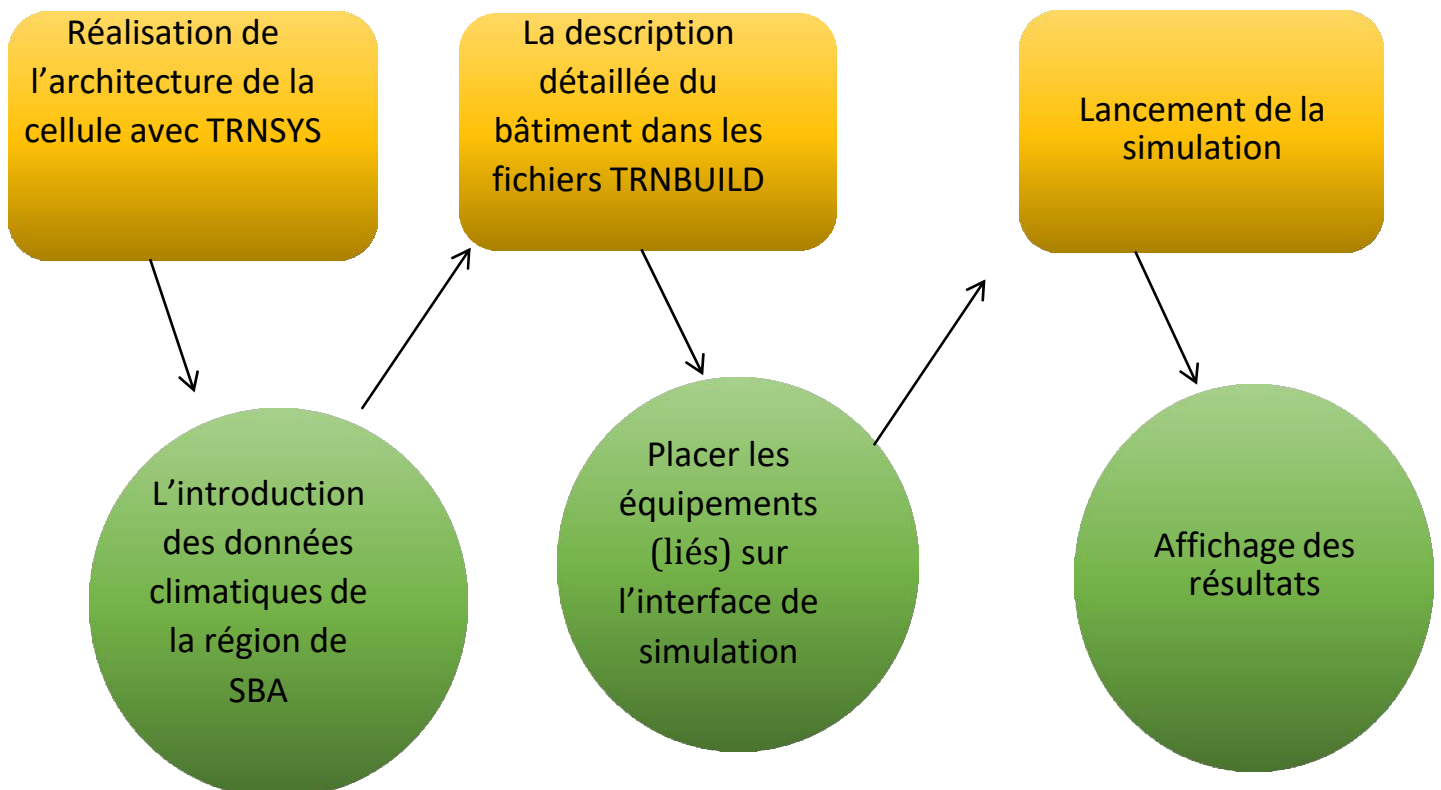 Réalisation de
l’architecture de la
cellule avec TRNSYS
L’introduction
des données
climatiques de
la région de
SBA
La description
détaillée du
bâtiment dans les
fichiers TRNBUILD
Placer les
équipements
(liés) sur
l’interface de
simulation
Lancement de la
simulation
Affichage des
résultats